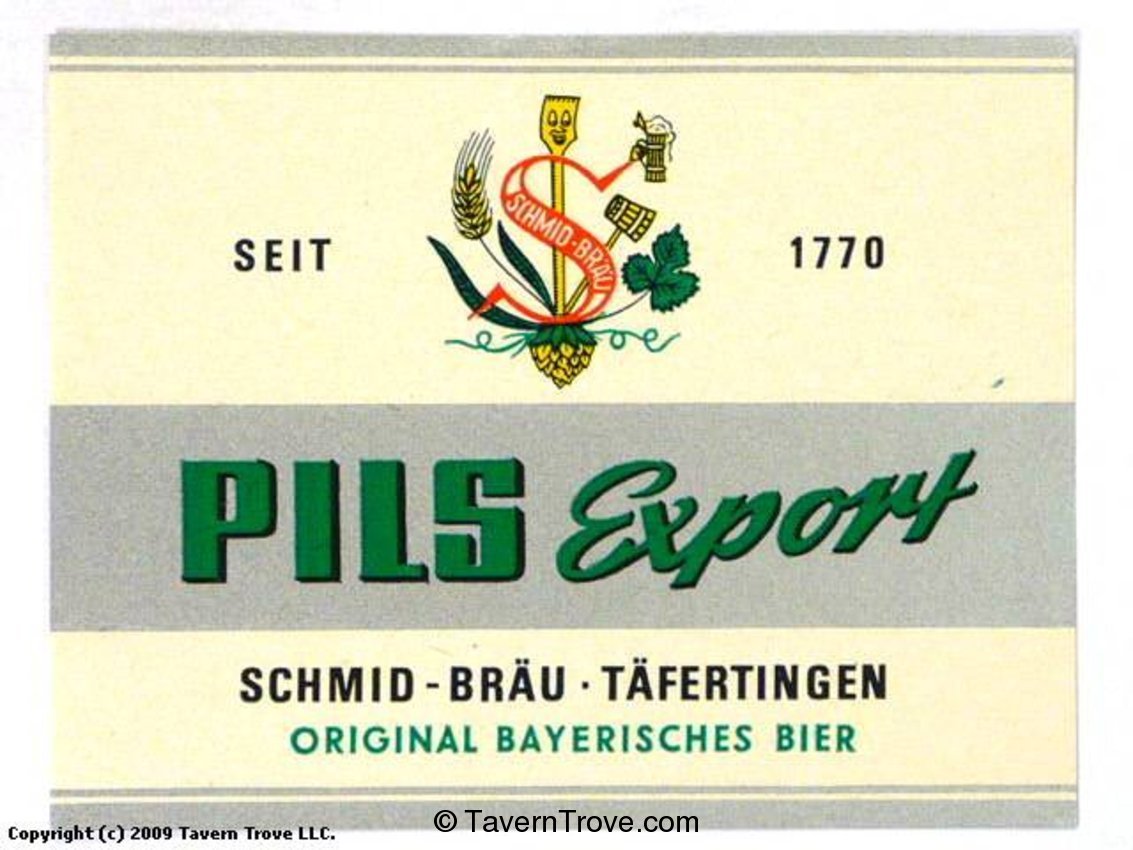 SCHMID-BRÄU
SEIT 1770
PILS Export
SCHMID-BRÄU · TÄFERTINGEN
ORIGINAL BAYERISCHES BIER
© TavernTrove.com
Copyright (c) 2009 Tavern Trove LLC.